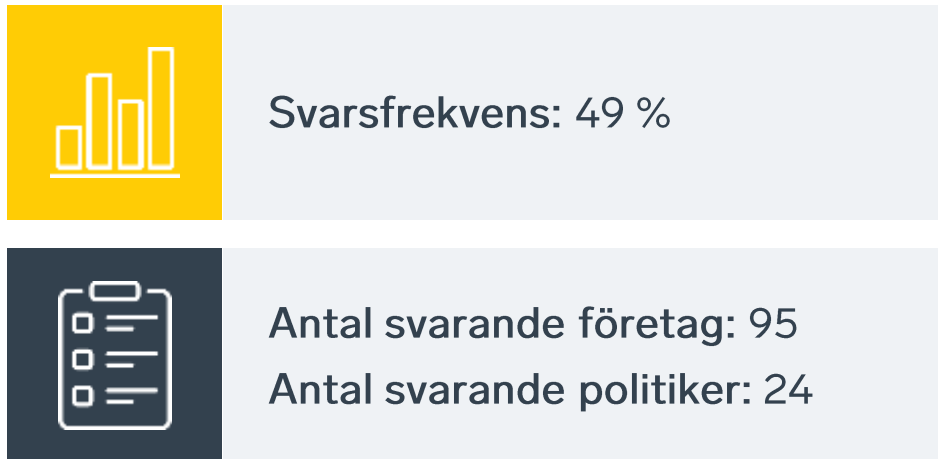 Svarsfrekvens: 49 %
Antal svarande företag: 95
Antal svarande politiker: 24